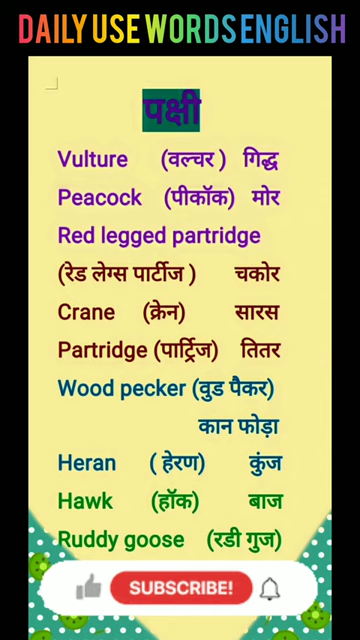 DAILY USE WORDS ENGLISH
पक्षी
Vulture (वल्चर ) गिद्ध
Peacock (पीकॉक) मोर
Red legged partridge
(रेड लेग्स पार्टीज ) चकोर
Crane (क्रेन) सारस
Partridge (पार्ट्रिज) तितर
Wood pecker (वुड पैकर)
कान फोड़ा
Heran ( हेरण) कुंज
Hawk (हॉक) बाज
Ruddy goose (रडी गुज)
SUBSCRIBE!